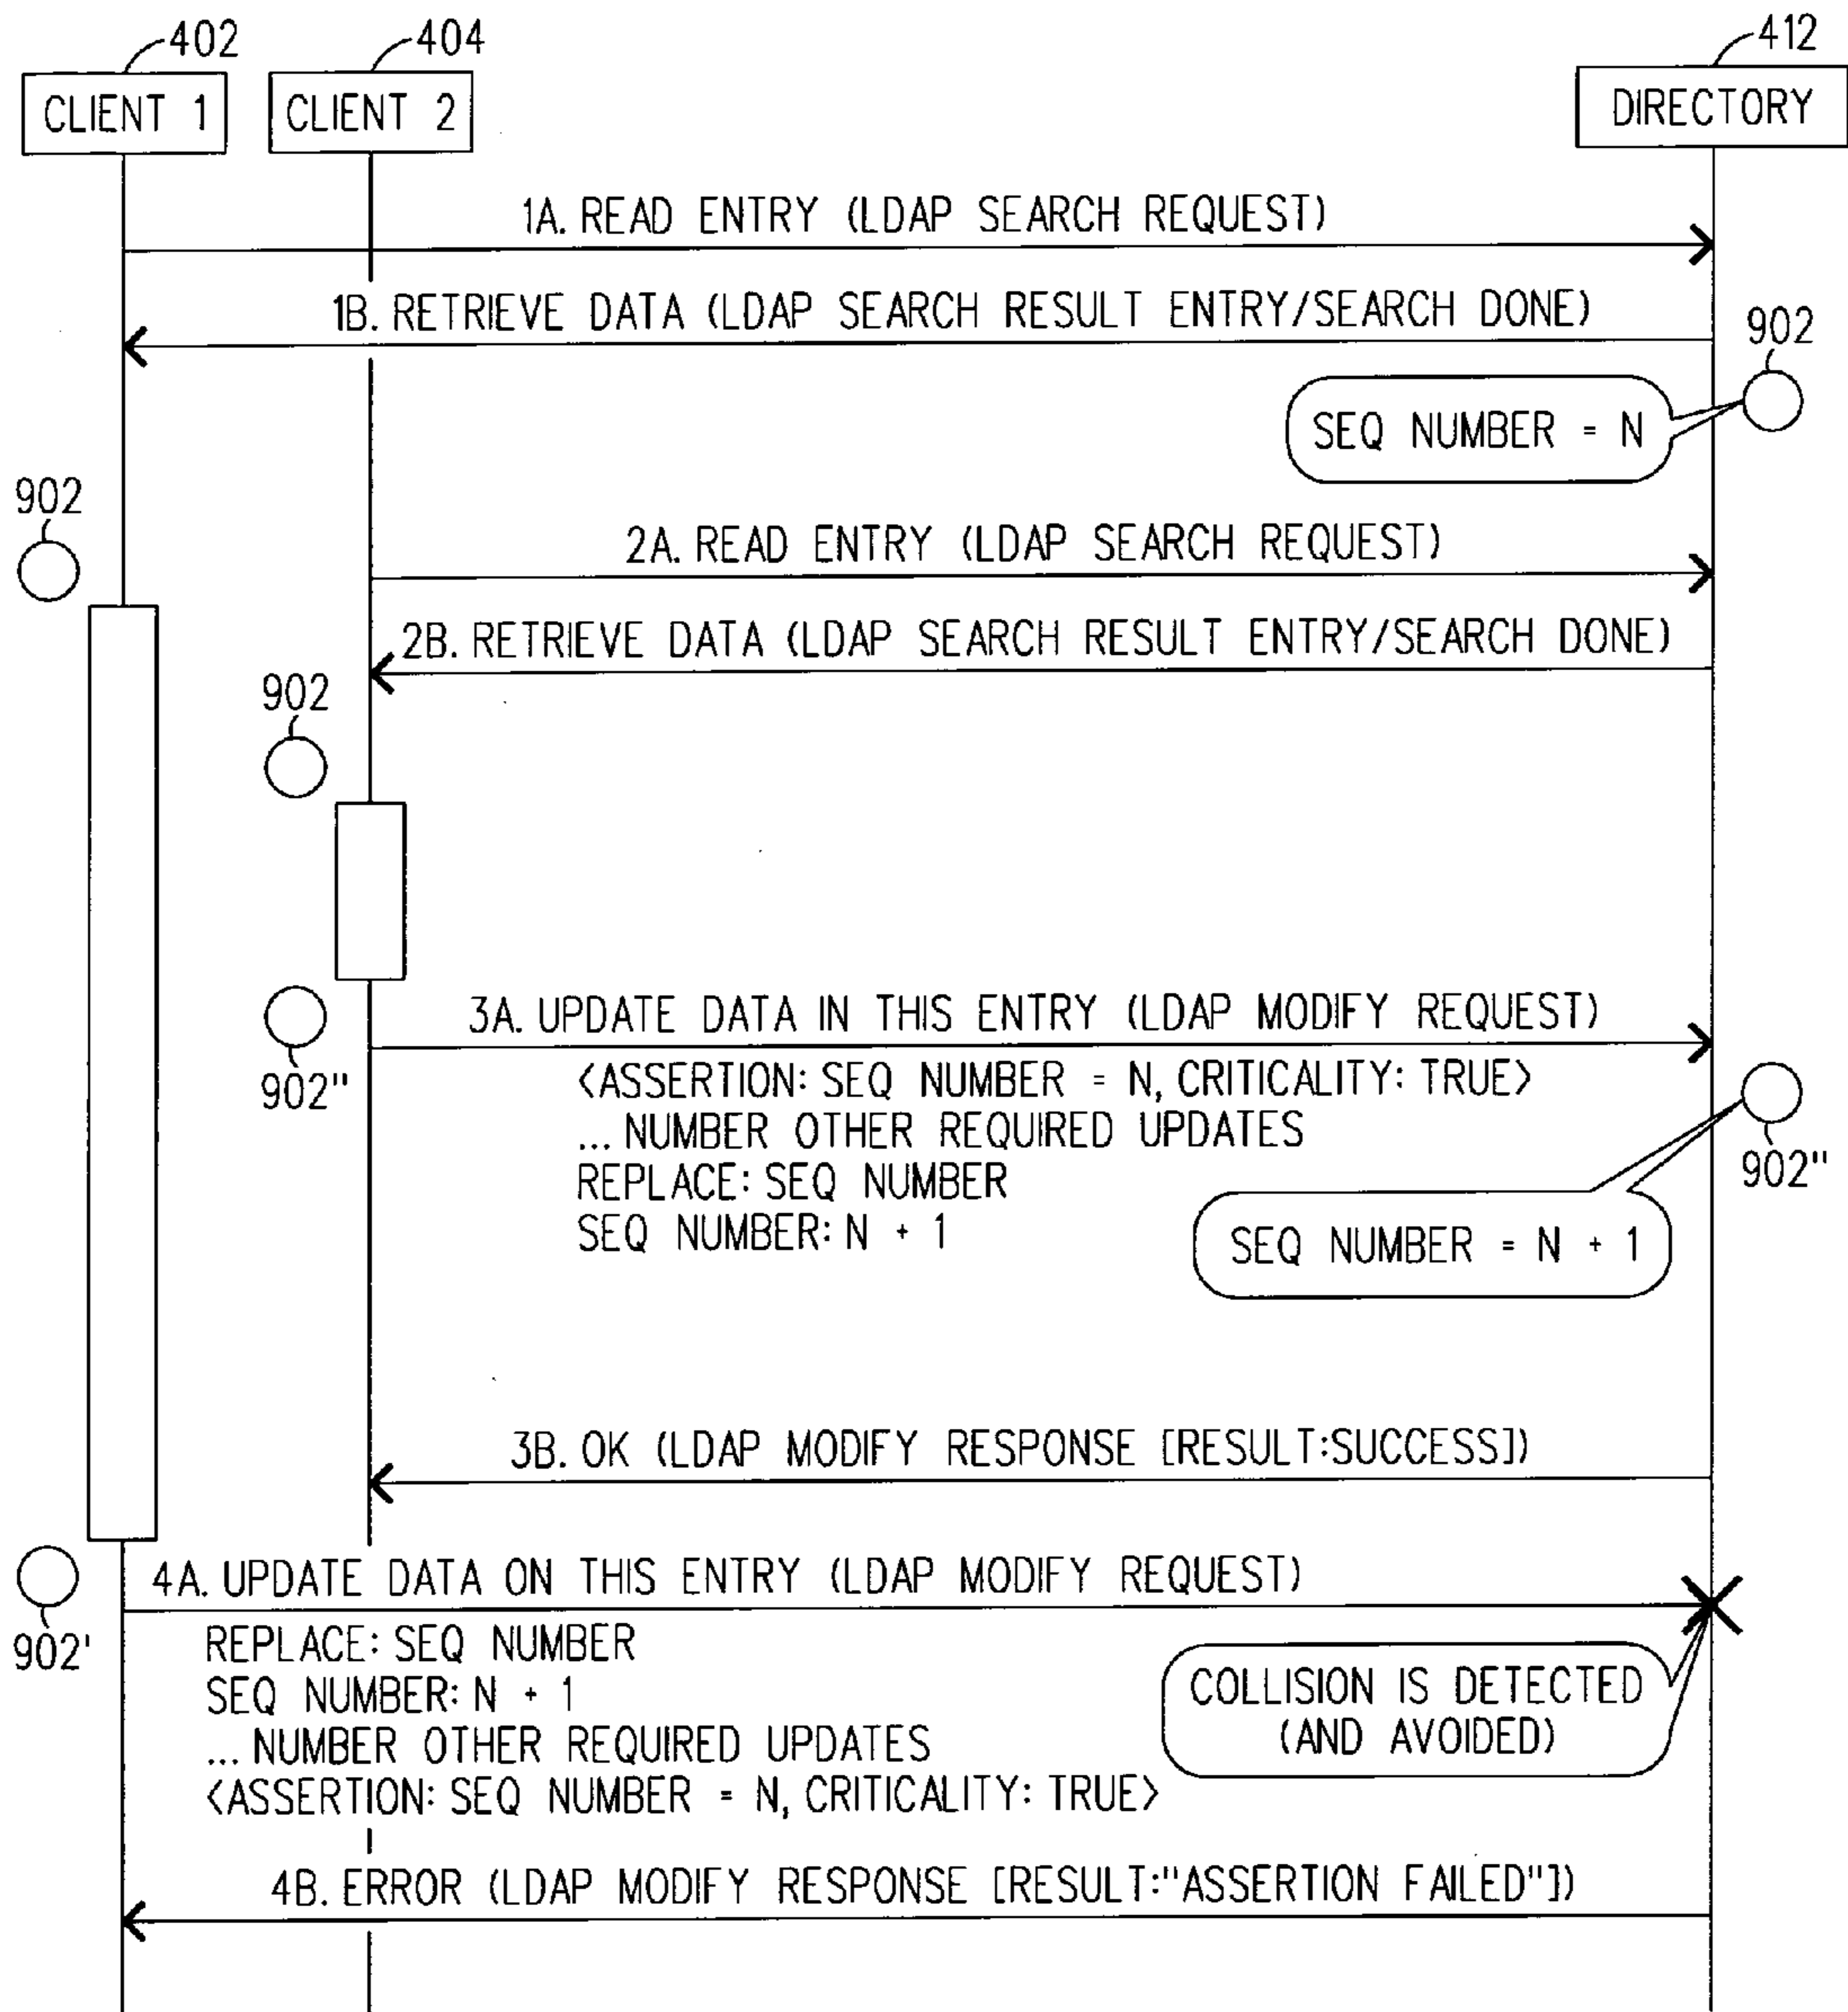 402
404
412
CLIENT 1
CLIENT 2
DIRECTORY
1A. READ ENTRY (LDAP SEARCH REQUEST)
1B. RETRIEVE DATA (LDAP SEARCH RESULT ENTRY/SEARCH DONE)
902
SEQ NUMBER = N
902
2A. READ ENTRY (LDAP SEARCH REQUEST)
2B. RETRIEVE DATA (LDAP SEARCH RESULT ENTRY/SEARCH DONE)
902
3A. UPDATE DATA IN THIS ENTRY (LDAP MODIFY REQUEST)
902"
<ASSERTION: SEQ NUMBER = N, CRITICALITY: TRUE>
... NUMBER OTHER REQUIRED UPDATES
REPLACE: SEQ NUMBER
SEQ NUMBER: N + 1
902"
SEQ NUMBER = N + 1
3B. OK (LDAP MODIFY RESPONSE [RESULT:SUCCESS])
4A. UPDATE DATA ON THIS ENTRY (LDAP MODIFY REQUEST)
902'
REPLACE: SEQ NUMBER
SEQ NUMBER: N + 1
... NUMBER OTHER REQUIRED UPDATES
<ASSERTION: SEQ NUMBER = N, CRITICALITY: TRUE>
COLLISION IS DETECTED
(AND AVOIDED)
4B. ERROR (LDAP MODIFY RESPONSE [RESULT:"ASSERTION FAILED"])